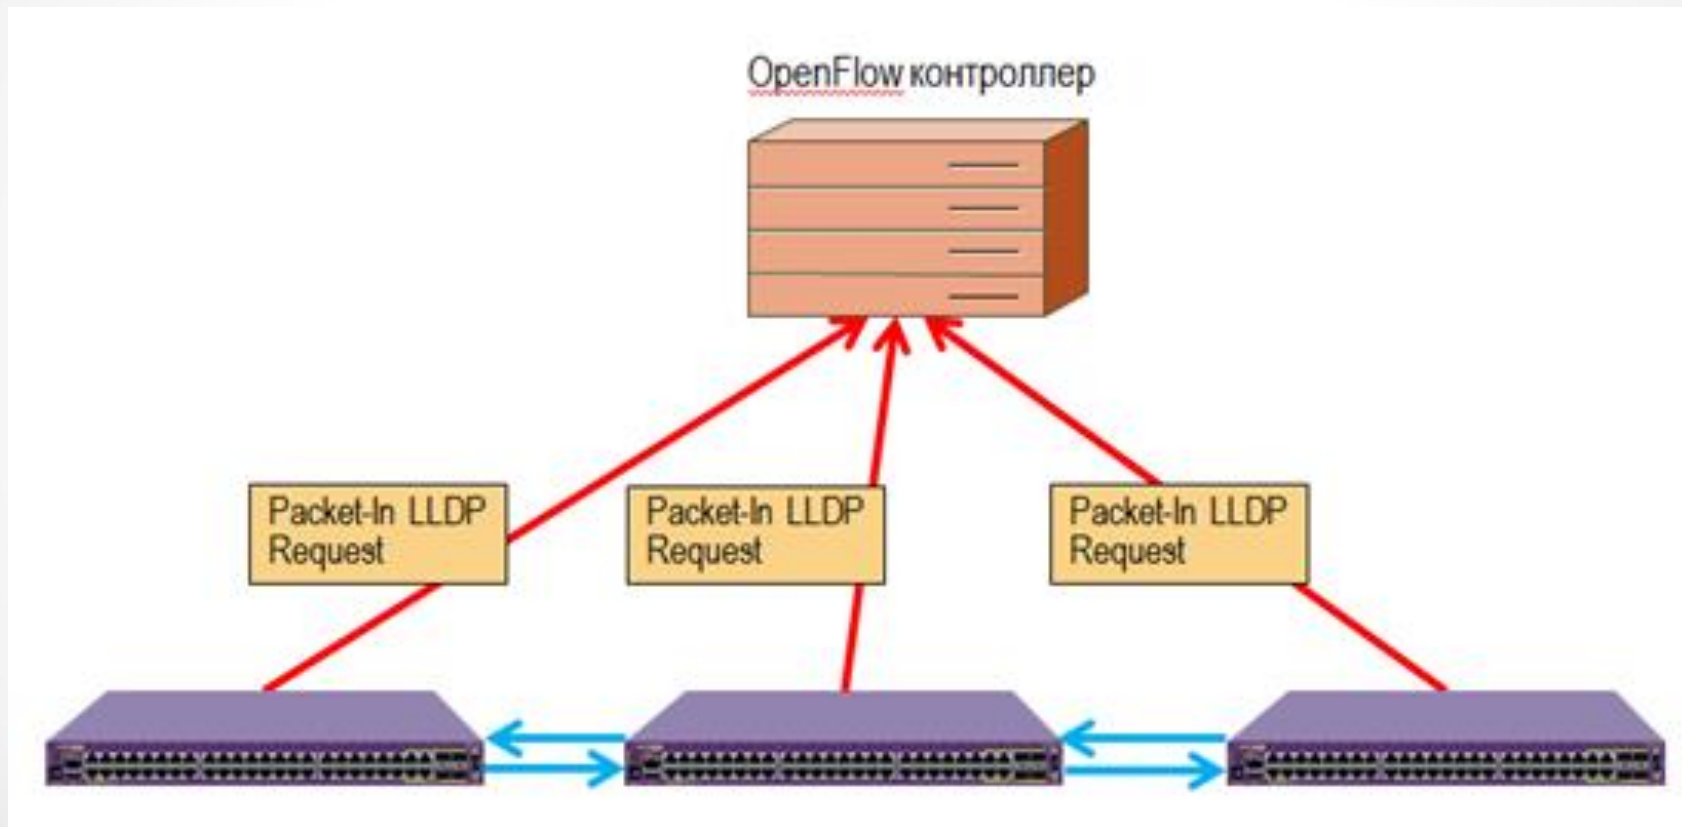 OpenFlow контроллер
Packet-In LLDP
Request
Packet-In LLDP
Request
Packet-In LLDP
Request